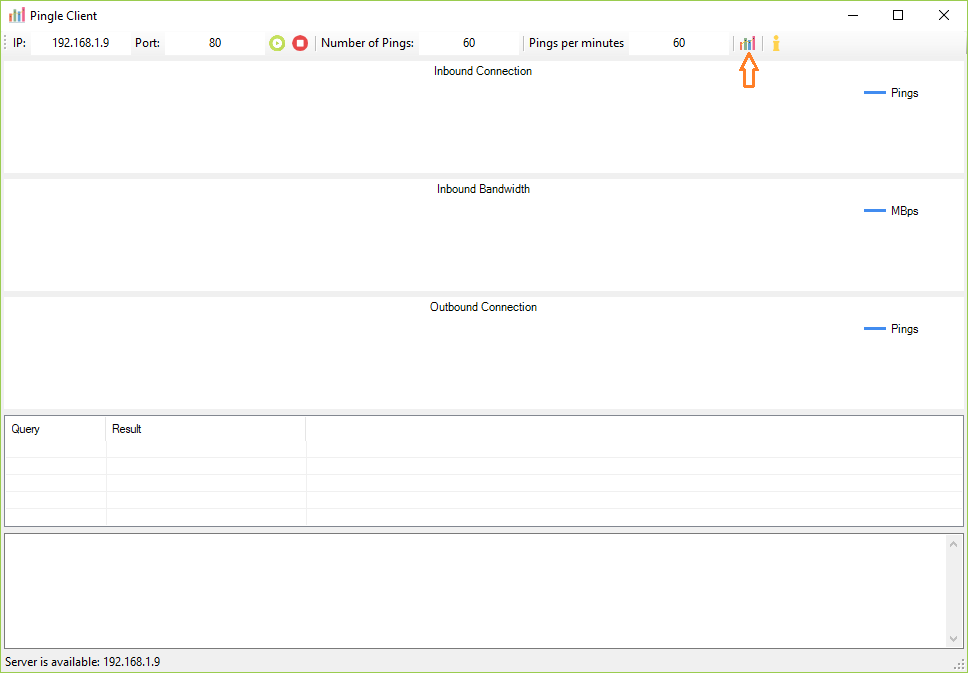 Pingle Client
IP: 192.168.1.9 Port: 80 Number of Pings: 60 Pings per minutes 60
Inbound Connection
Pings
Inbound Bandwidth
MBps
Outbound Connection
Pings
Query Result
Server is available: 192.168.1.9